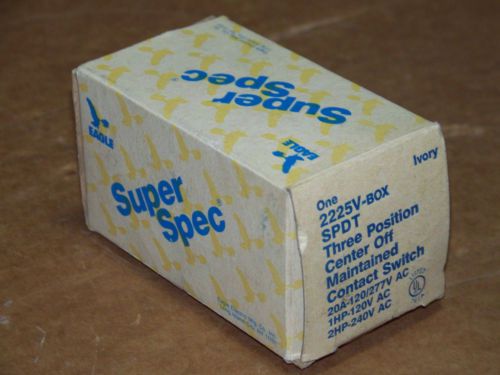 Super
Spec®
EAGLE
EAGLE
Super
Spec®
Ivory
One
2225V-BOX
SPDT
Three Position
Center Off
Maintained
Contact Switch
20A-120/277V AC
1HP-120V AC
2HP-240V AC
UL